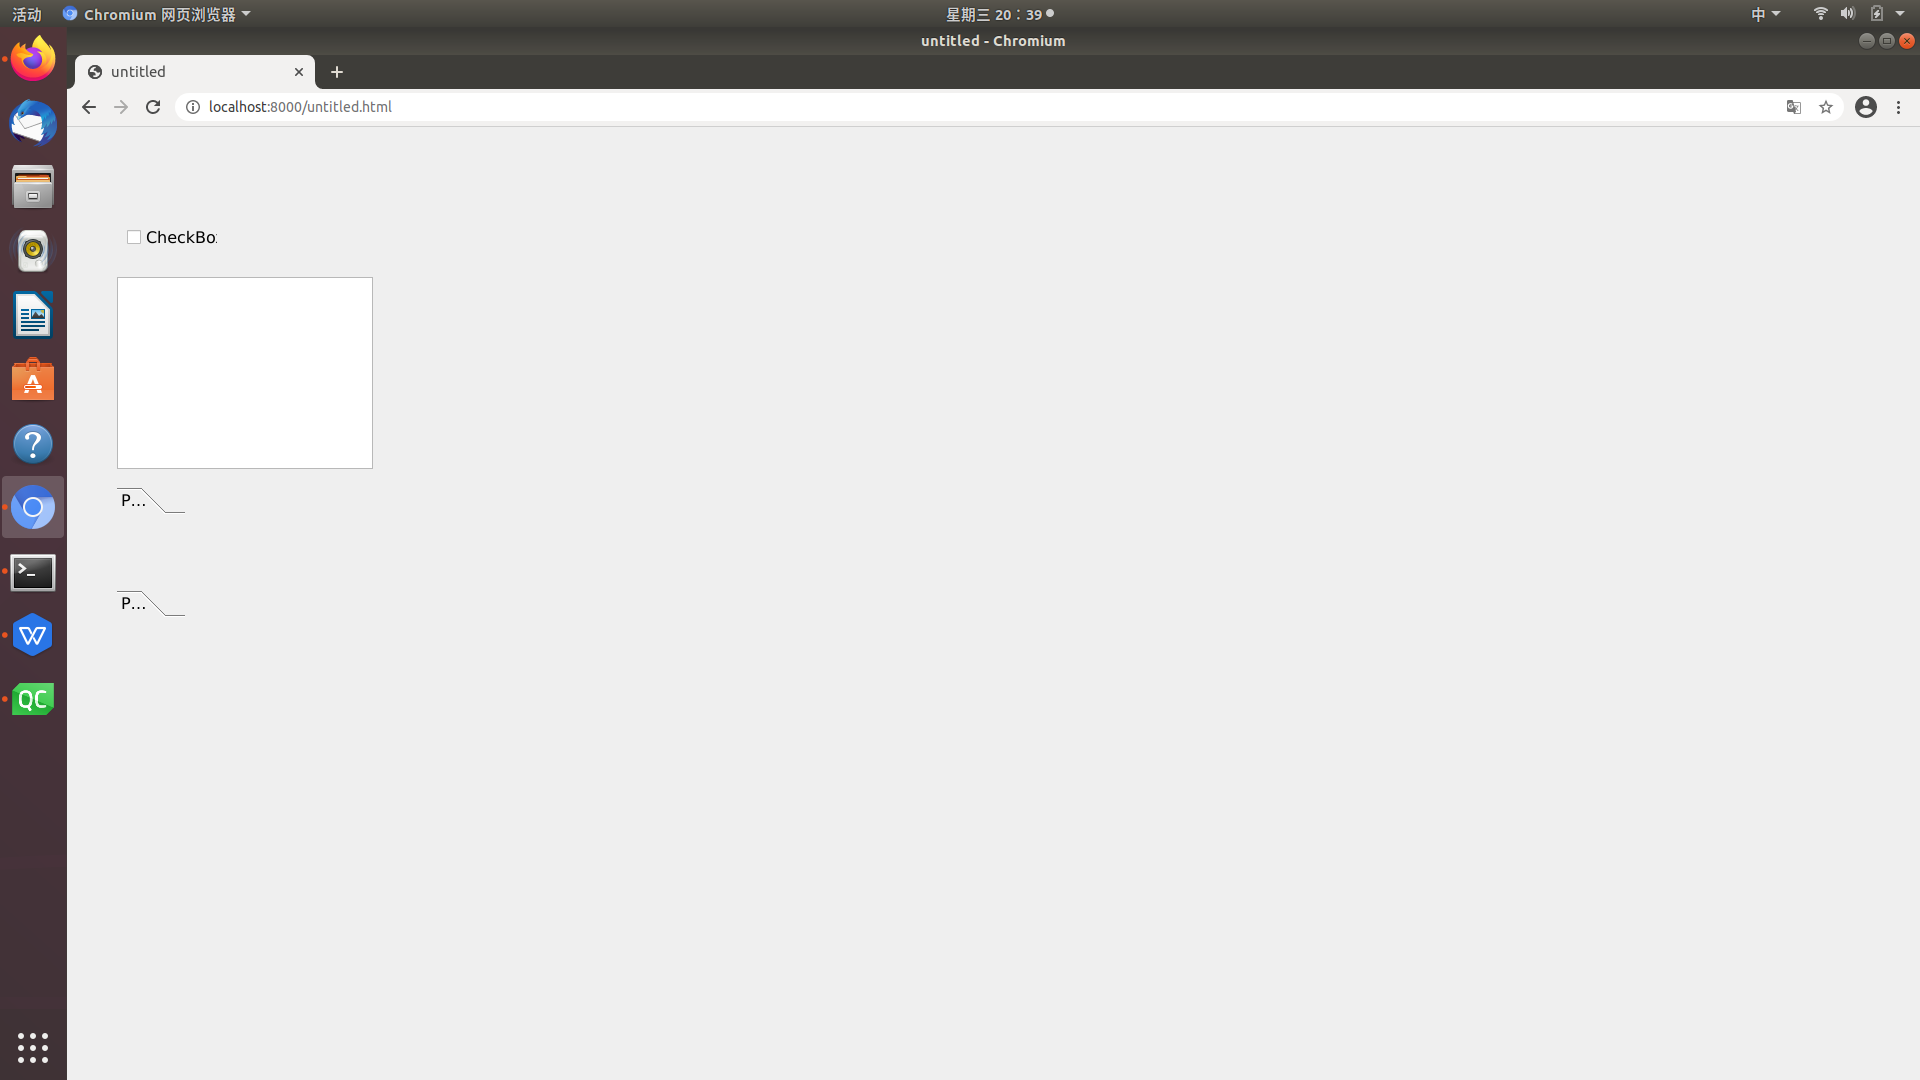 活动 Chromium 网页浏览器 星期三 20：39 中
untitled - Chromium
untitled
localhost:8000/untitled.html
CheckBo
P...
P...
QC